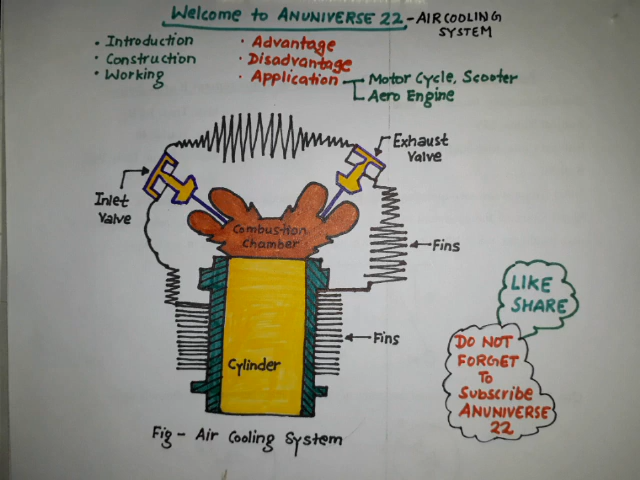 Welcome to ANUNIVERSE 22 - AIR COOLING
SYSTEM
• Introduction
• Construction
• Working
• Advantage
• Disadvantage
• Application
Motor Cycle, Scooter
Aero Engine
Exhaust
Valve
Inlet
Valve
Combustion
Chamber
Fins
Fins
Cylinder
Fig - Air Cooling System
LIKE
SHARE
DO NOT
FORGET
TO
Subscribe
ANUNIVERSE
22